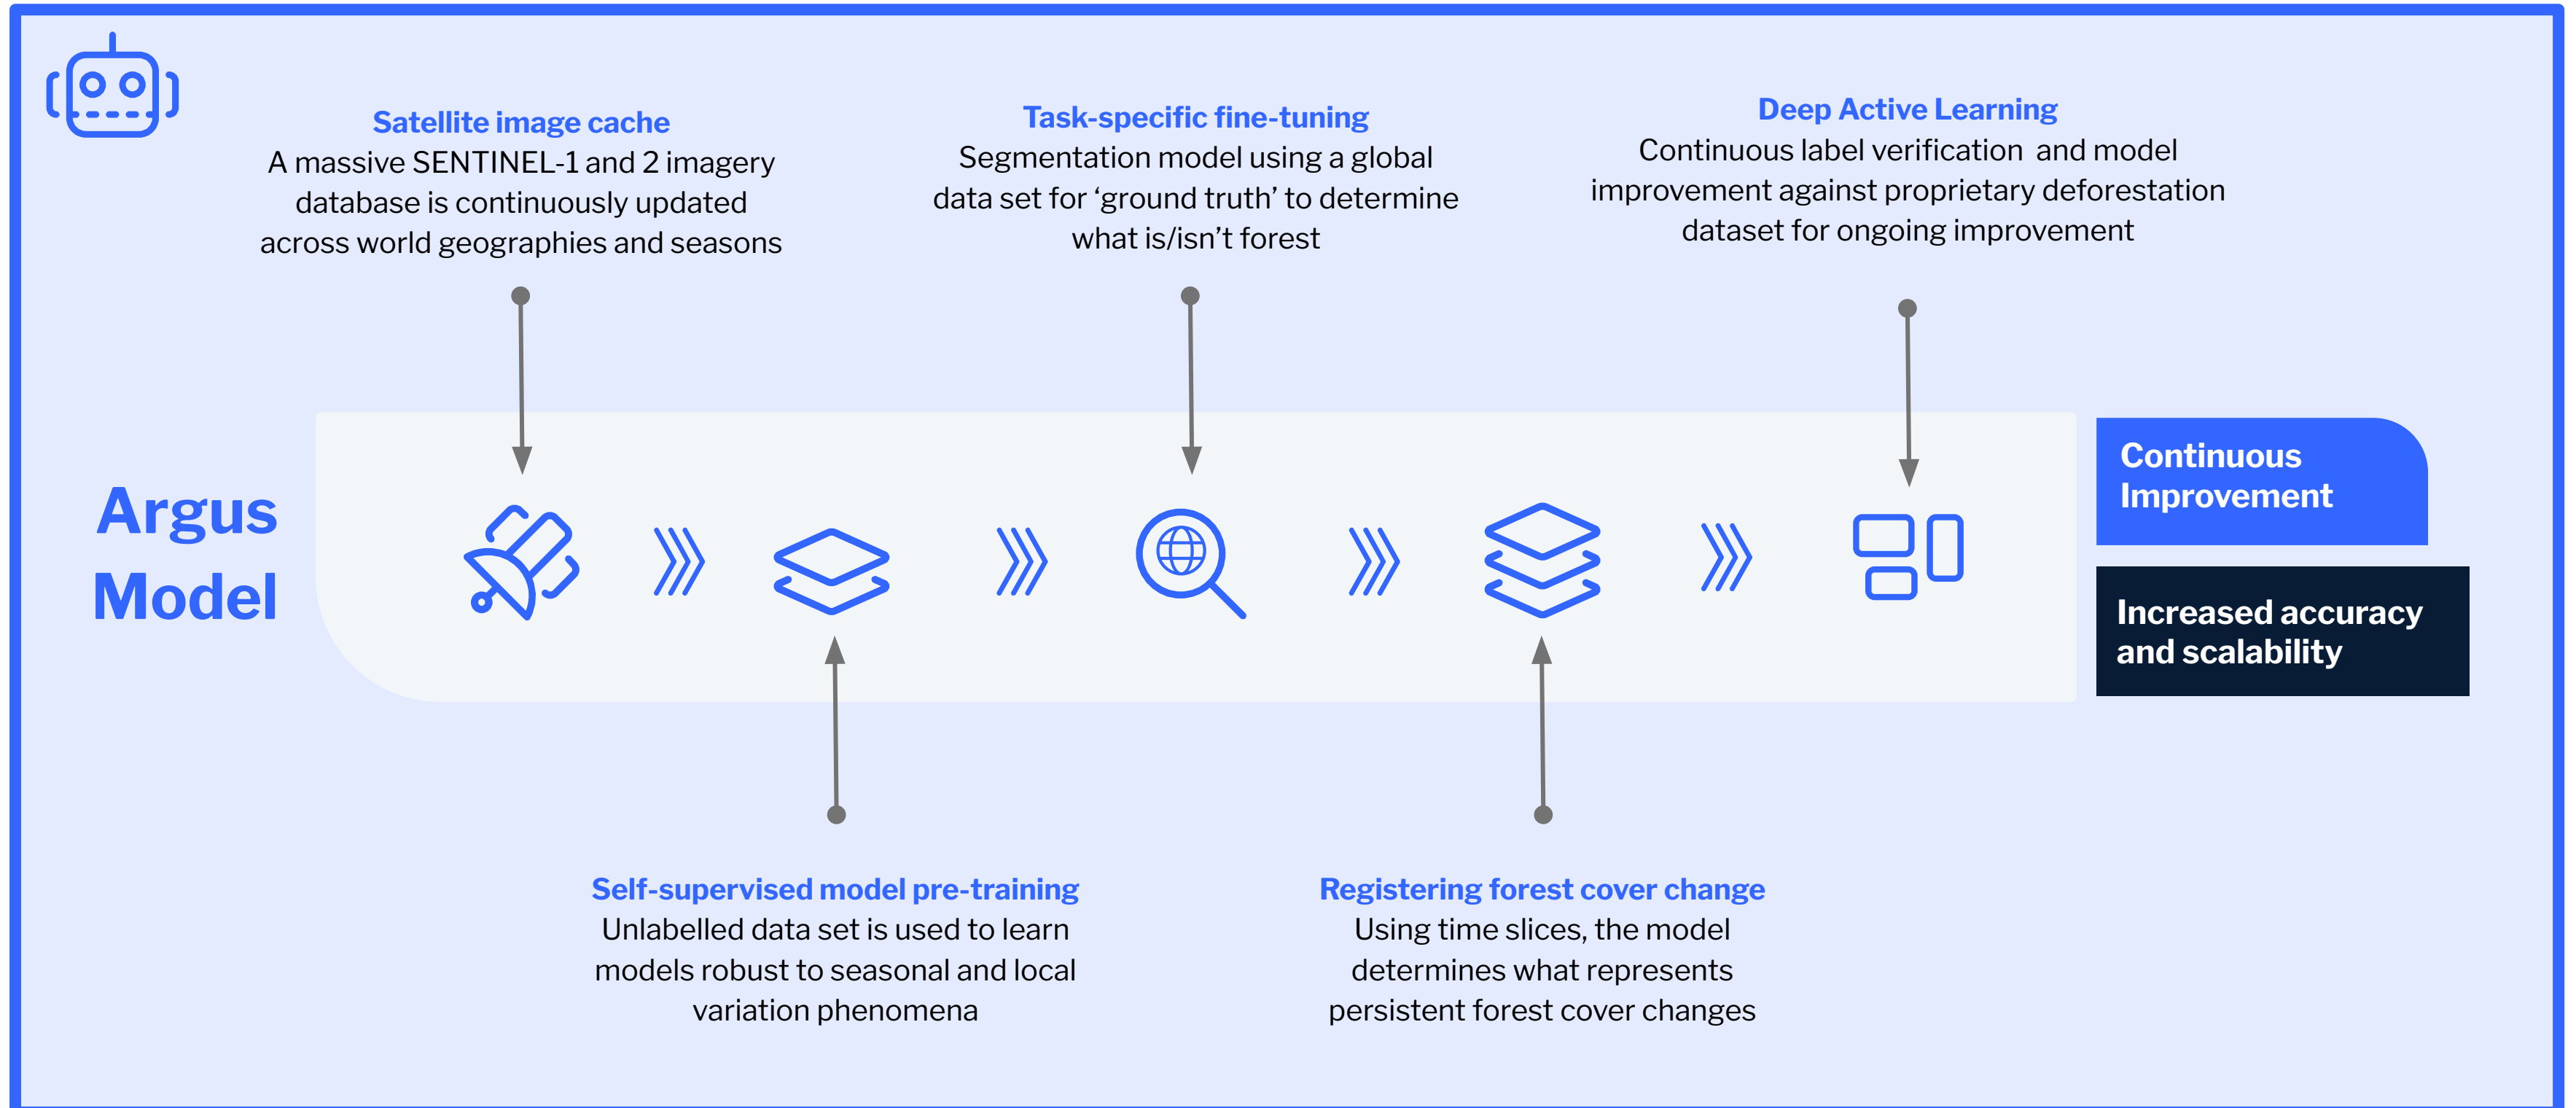 Satellite image cache
A massive SENTINEL-1 and 2 imagery
database is continuously updated
across world geographies and seasons
Task-specific fine-tuning
Segmentation model using a global
data set for ‘ground truth’ to determine
what is/isn’t forest
Deep Active Learning
Continuous label verification  and model
improvement against proprietary deforestation
dataset for ongoing improvement
Argus
Model
Continuous
Improvement
Increased accuracy
and scalability
Self-supervised model pre-training
Unlabelled data set is used to learn
models robust to seasonal and local
variation phenomena
Registering forest cover change
Using time slices, the model
determines what represents
persistent forest cover changes